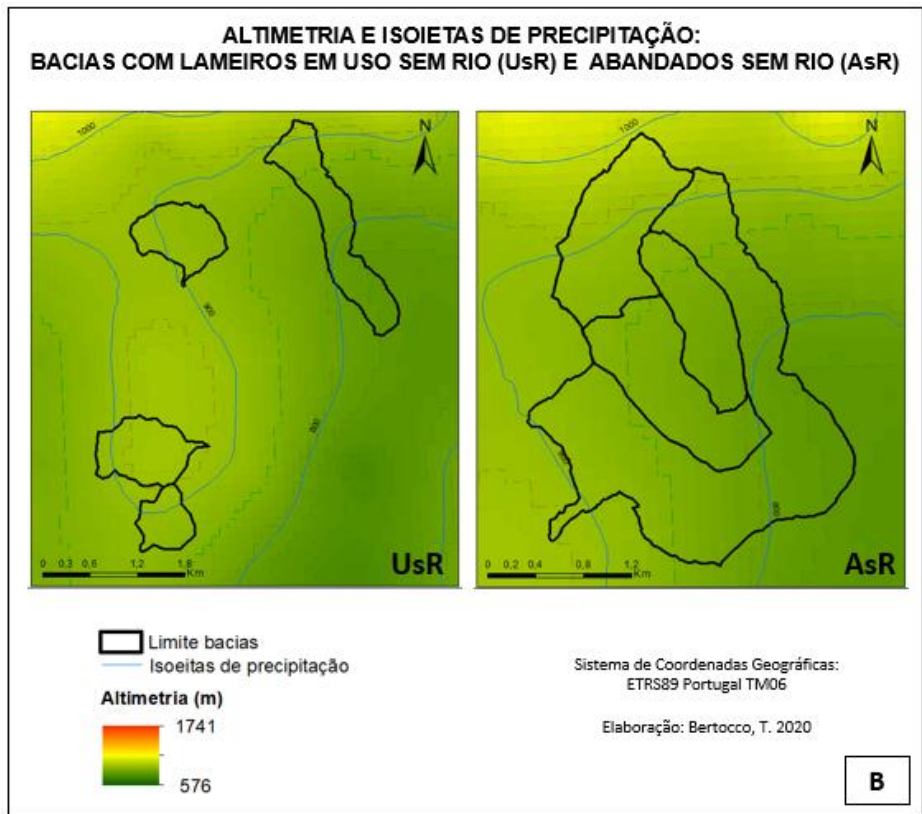 ALTIMETRIA E ISOIETAS DE PRECIPITAÇÃO:
BACIAS COM LAMEIROS EM USO SEM RIO (UsR) E ABANDADOS SEM RIO (AsR)
1000
N
900
800
0 0,3 0,6 1,2 1,8
Km
UsR
1000
N
0 0,2 0,4 0,8 1,2
Km
AsR
Limite bacias
Isoeitas de precipitação
Altimetria (m)
1741
576
Sistema de Coordenadas Geográficas:
ETRS89 Portugal TM06
Elaboração: Bertocco, T. 2020
B